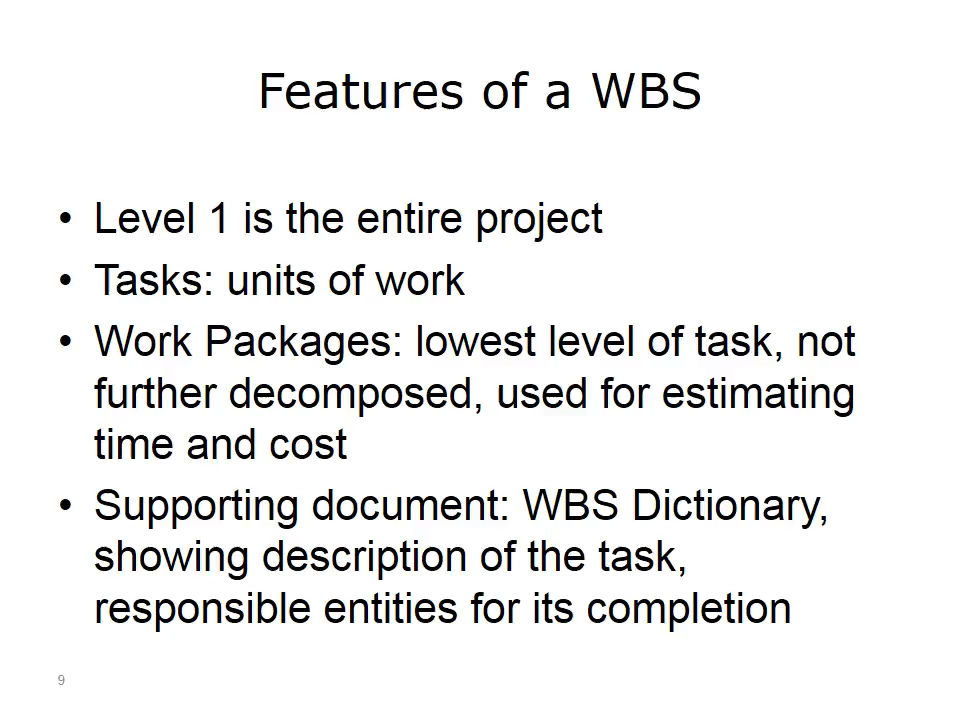 Features of a WBS
• Level 1 is the entire project
• Tasks: units of work
• Work Packages: lowest level of task, not
further decomposed, used for estimating
time and cost
• Supporting document: WBS Dictionary,
showing description of the task,
responsible entities for its completion
9